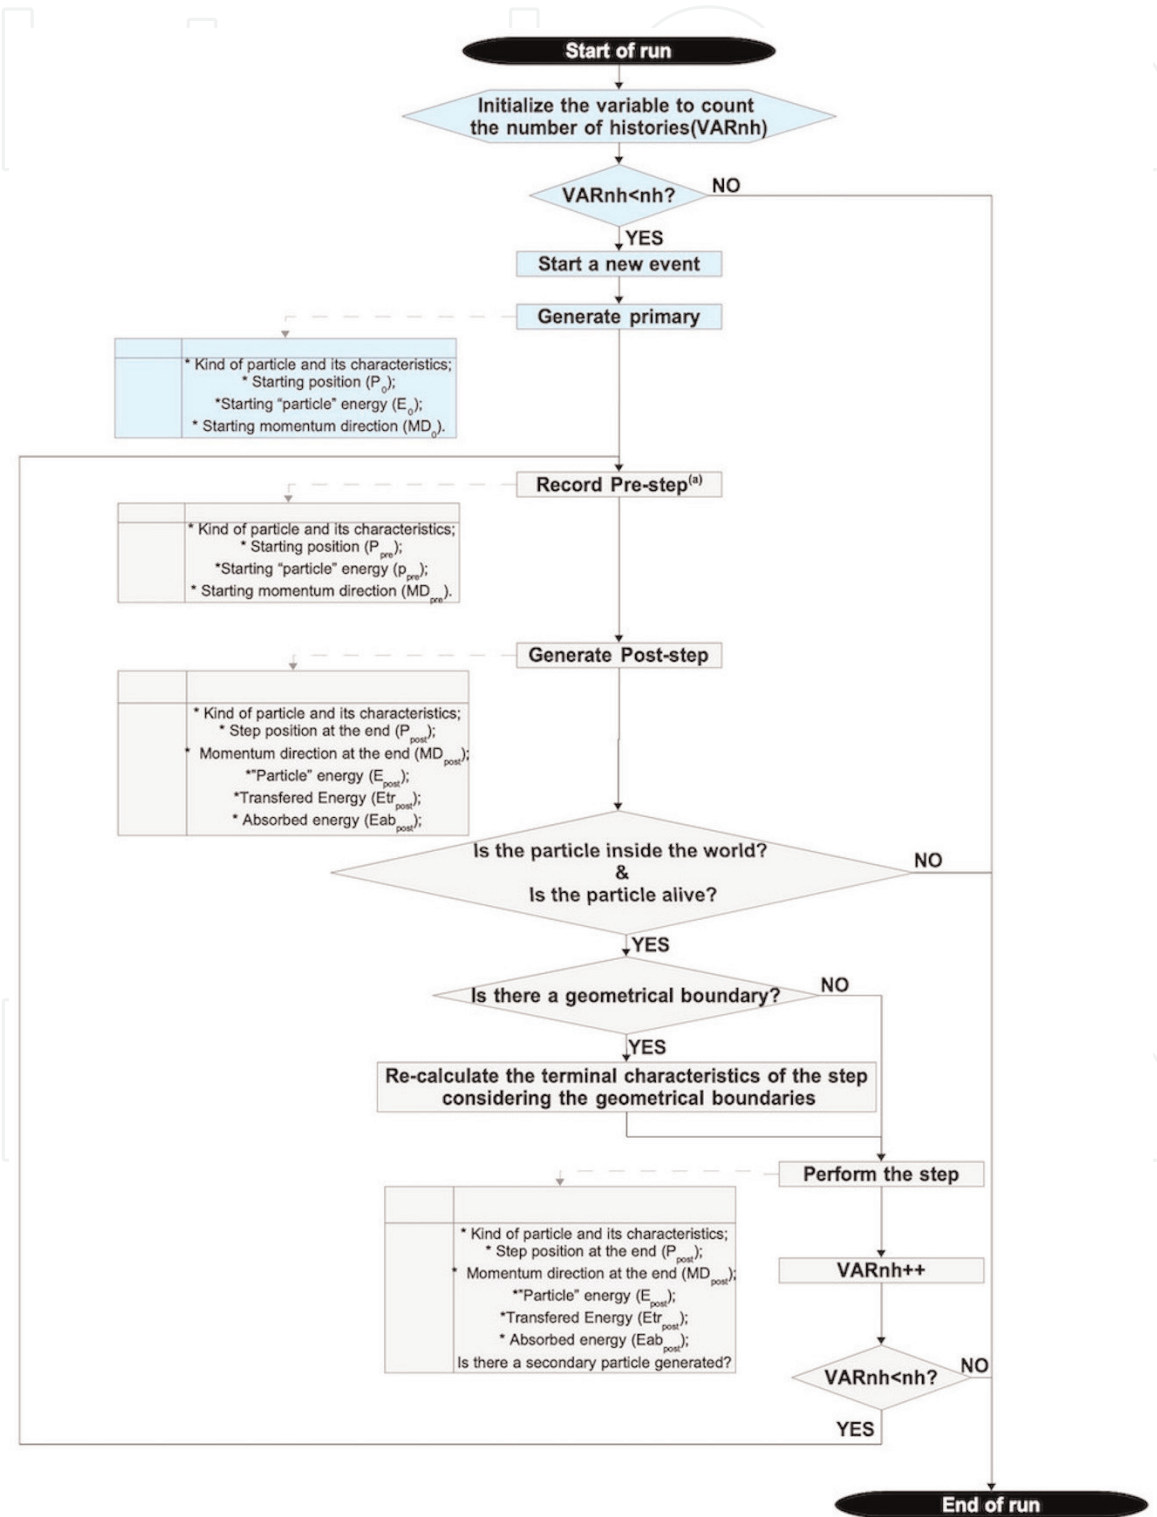 Start of run
Initialize the variable to count
the number of histories(VARnh)
VARnh<nh?
NO
YES
Start a new event
Generate primary
* Kind of particle and its characteristics;
* Starting position (P0);
*Starting “particle” energy (E0);
* Starting momentum direction (MD0).
Record Pre-step(a)
* Kind of particle and its characteristics;
* Starting position (Ppre);
*Starting “particle” energy (ppre);
* Starting momentum direction (MDpre).
Generate Post-step
* Kind of particle and its characteristics;
* Step position at the end (Ppost);
* Momentum direction at the end (MDpost);
*"Particle" energy (Epost);
*Transfered Energy (Etrpost);
* Absorbed energy (Eabpost);
Is the particle inside the world?
&
Is the particle alive?
NO
YES
Is there a geometrical boundary?
NO
YES
Re-calculate the terminal characteristics of the step
considering the geometrical boundaries
Perform the step
* Kind of particle and its characteristics;
* Step position at the end (Ppost);
* Momentum direction at the end (MDpost);
*"Particle" energy (Epost);
*Transfered Energy (Etrpost);
* Absorbed energy (Eabpost);
Is there a secondary particle generated?
VARnh++
VARnh<nh?
NO
YES
End of run